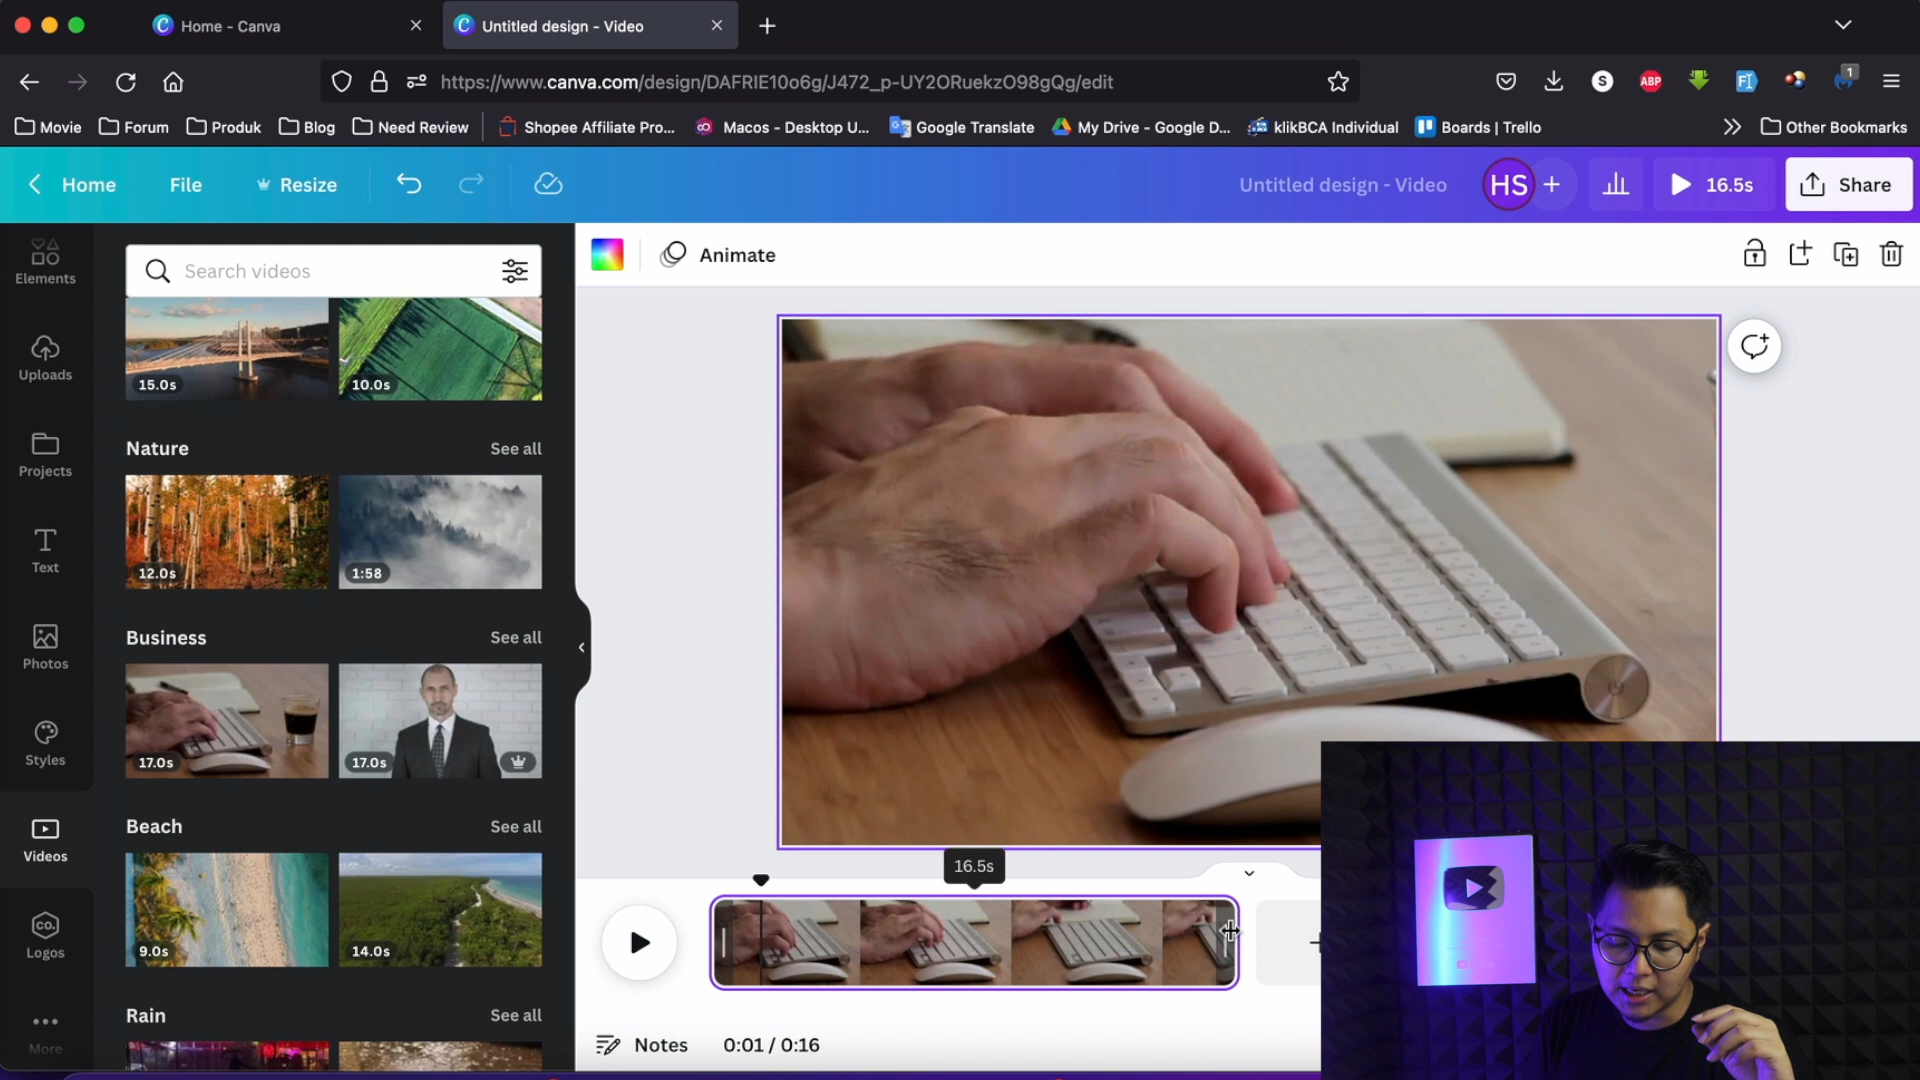 Home - Canva
Untitled design - Video
https://www.canva.com/design/DAFRIE10o6g/J472_p-UY2ORuekzO98gQg/edit
S
ABP
1
Movie
Forum
Produk
Blog
Need Review
Shopee Affiliate Pro...
Macos - Desktop U...
Google Translate
My Drive - Google D...
klikBCA Individual
Boards | Trello
Other Bookmarks
Home
File
Resize
Untitled design - Video
HS
16.5s
Share
Elements
Uploads
Projects
Text
Photos
Styles
Videos
CO.
Logos
More
Search videos
15.0s
10.0s
Nature
See all
12.0s
1:58
Business
See all
17.0s
17.0s
Beach
See all
9.0s
14.0s
Rain
See all
Animate
16.5s
Notes
0:01 / 0:16